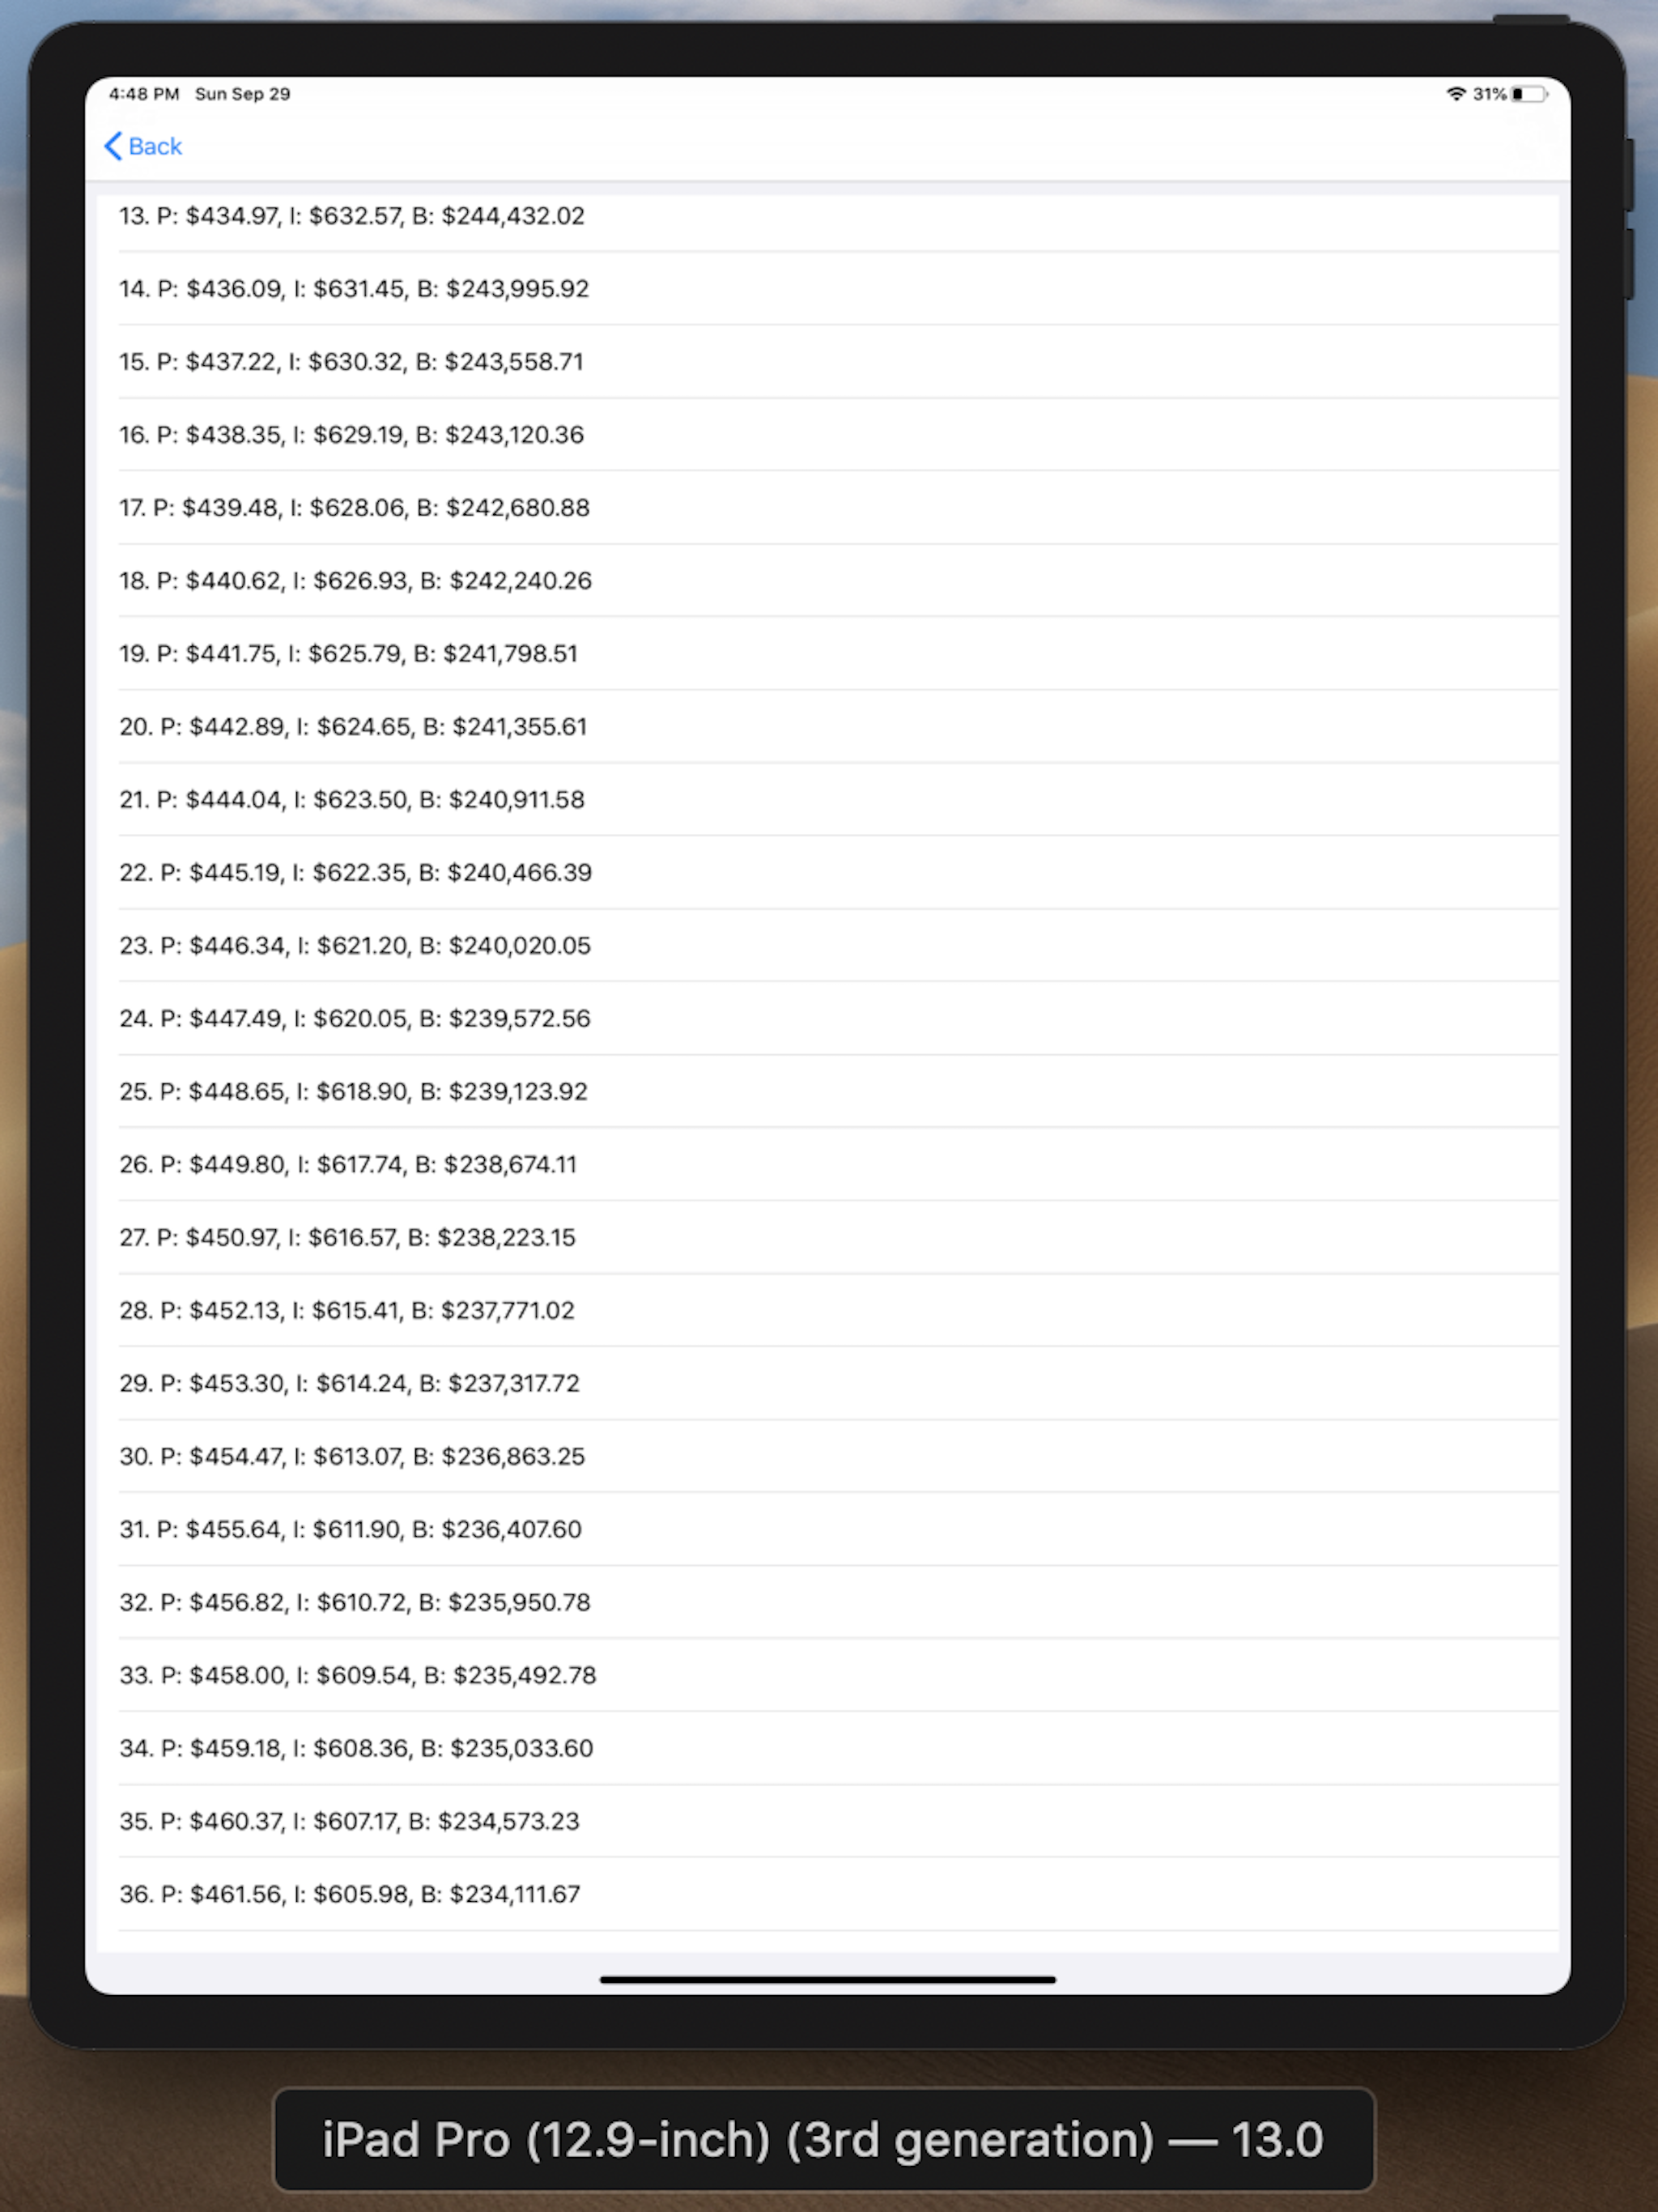 4:48 PM Sun Sep 29 31%
Back
13. P: $434.97, I: $632.57, B: $244,432.02
14. P: $436.09, I: $631.45, B: $243,995.92
15. P: $437.22, I: $630.32, B: $243,558.71
16. P: $438.35, I: $629.19, B: $243,120.36
17. P: $439.48, I: $628.06, B: $242,680.88
18. P: $440.62, I: $626.93, B: $242,240.26
19. P: $441.75, I: $625.79, B: $241,798.51
20. P: $442.89, I: $624.65, B: $241,355.61
21. P: $444.04, I: $623.50, B: $240,911.58
22. P: $445.19, I: $622.35, B: $240,466.39
23. P: $446.34, I: $621.20, B: $240,020.05
24. P: $447.49, I: $620.05, B: $239,572.56
25. P: $448.65, I: $618.90, B: $239,123.92
26. P: $449.80, I: $617.74, B: $238,674.11
27. P: $450.97, I: $616.57, B: $238,223.15
28. P: $452.13, I: $615.41, B: $237,771.02
29. P: $453.30, I: $614.24, B: $237,317.72
30. P: $454.47, I: $613.07, B: $236,863.25
31. P: $455.64, I: $611.90, B: $236,407.60
32. P: $456.82, I: $610.72, B: $235,950.78
33. P: $458.00, I: $609.54, B: $235,492.78
34. P: $459.18, I: $608.36, B: $235,033.60
35. P: $460.37, I: $607.17, B: $234,573.23
36. P: $461.56, I: $605.98, B: $234,111.67
iPad Pro (12.9-inch) (3rd generation) — 13.0